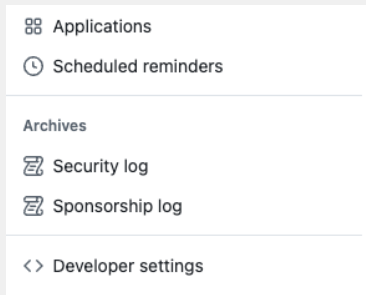 Applications
Scheduled reminders
Archives
Security log
Sponsorship log
Developer settings